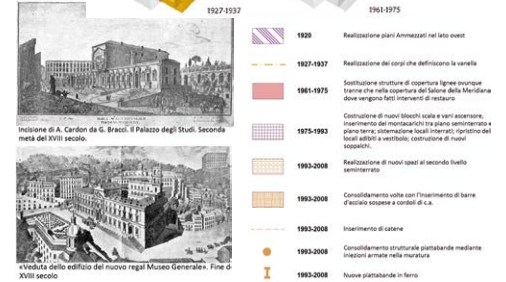 1927-1937
1961-1975
Incisione di A. Cardon da G. Bracci. Il Palazzo degli Studi. Seconda
metà del XVIII secolo.
«Veduta dello edifizio del nuovo regal Museo Generale». Fine d
XVIII secolo
1920 Realizzazione piani Ammezzati nel lato ovest
1927-1937 Realizzazione dei corpi che definiscono la vanella
1961-1975 Sostituzione strutture di copertura lignee ovunque
tranne che nella copertura del Salone della Meridiana
dove vengono fatti interventi di restauro
1975-1993 Costruzione di nuovi blocchi scala e vani ascensore,
Inserimento dei montacarichi tra piano seminterrato e
piano terra; sistemazione locali interrati; ripristino dei
locali adibiti a vestibolo; costruzione di nuovi
soppalchi.
1993-2008 Realizzazione di nuovi spazi al secondo livello
seminterrato
1993-2008 Consolidamento volte con l'inserimento di barre
d'acciaio sospese a cordoli di c.a.
1993-2008 Inserimento di catene
1993-2008 Consolidamento strutturale piattabande mediante
iniezioni armate nella muratura
1993-2008 Nuove piattabande in ferro